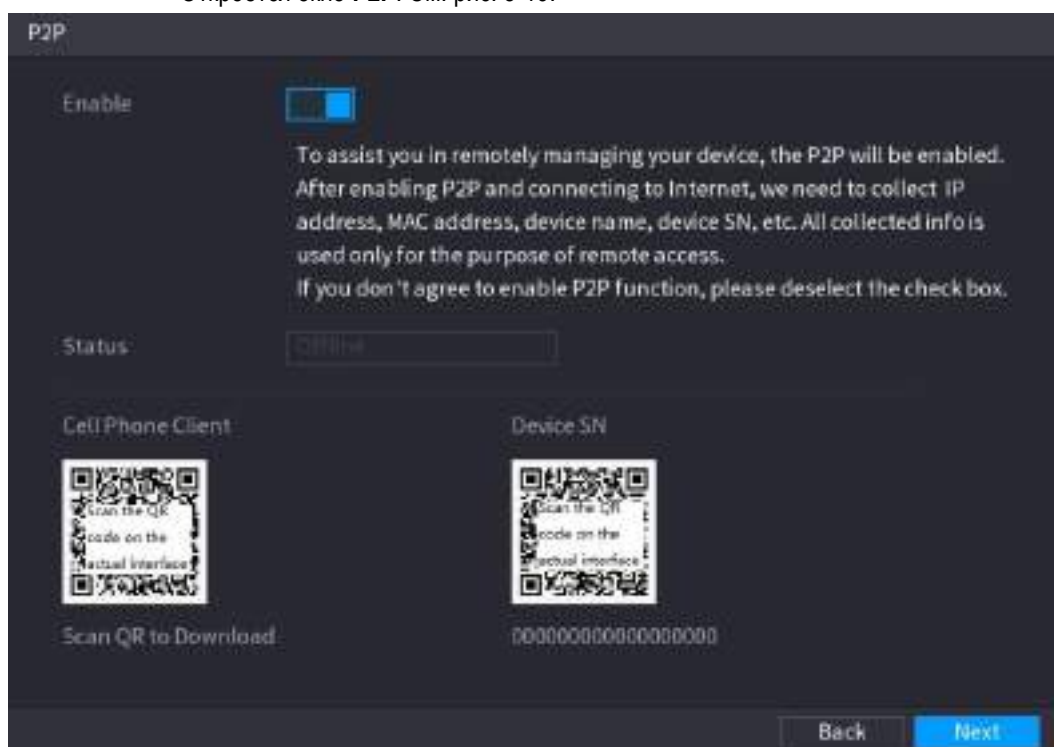 P2P
Enable
To assist you in remotely managing your device, the P2P will be enabled.
After enabling P2P and connecting to Internet, we need to collect IP
address, MAC address, device name, device SN, etc. All collected info is
used only for the purpose of remote access.
If you don't agree to enable P2P function, please deselect the check box.
Status
Offline
Cell Phone Client
Device SN
Scan the QR
code on the
actual interface
Scan the QR
code on the
actual interface
Scan QR to Download
Back
Next